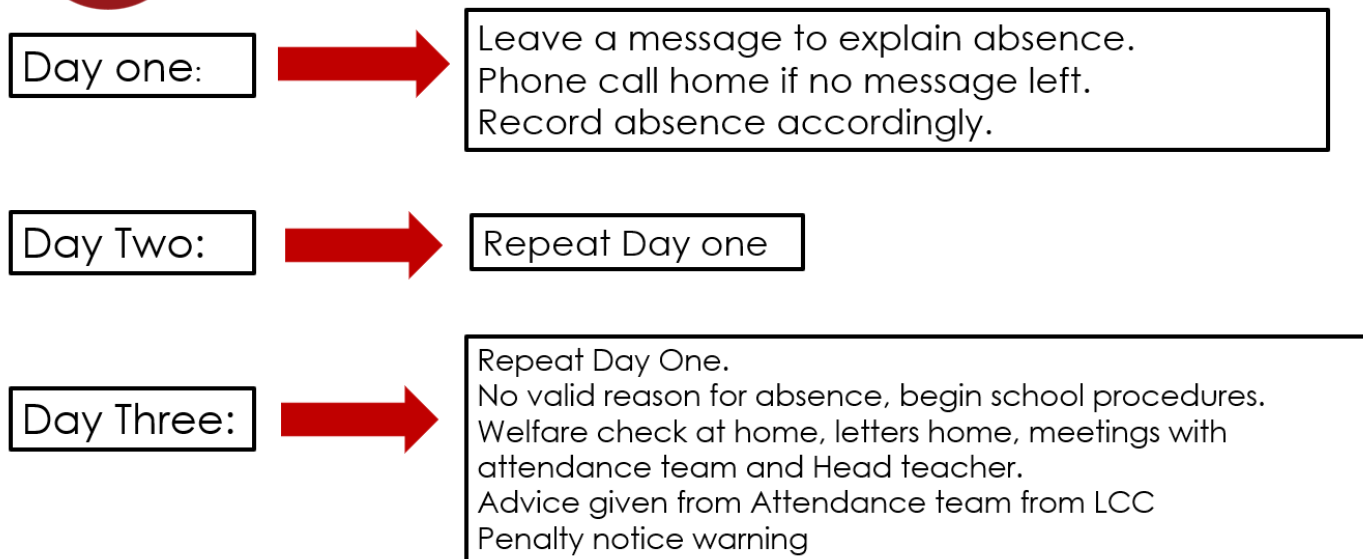 Day one:
Leave a message to explain absence.
Phone call home if no message left.
Record absence accordingly.
Day Two:
Repeat Day one
Day Three:
Repeat Day One.
No valid reason for absence, begin school procedures.
Welfare check at home, letters home, meetings with
attendance team and Head teacher.
Advice given from Attendance team from LCC
Penalty notice warning